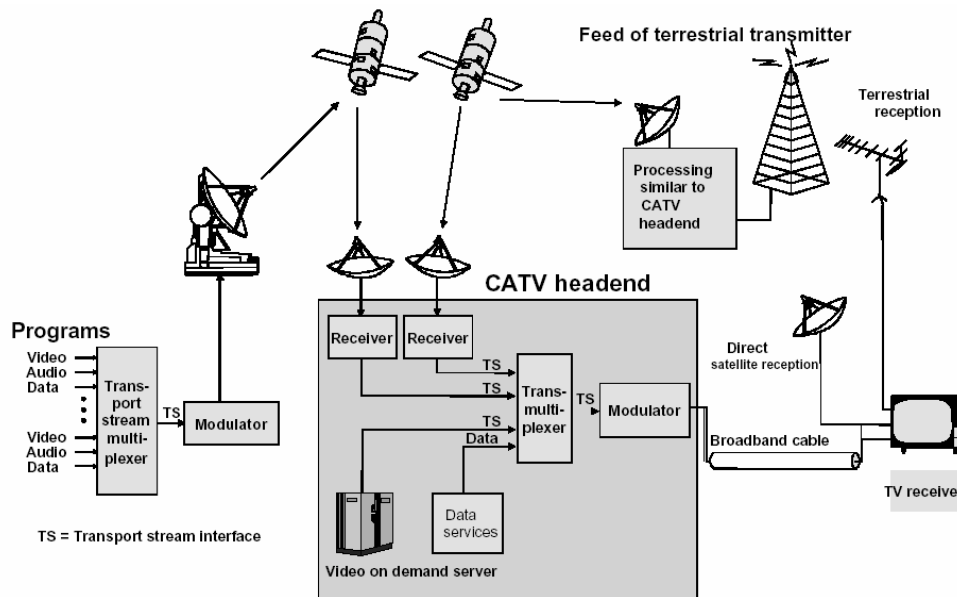 Feed of terrestrial transmitter
Terrestrial
reception
Processing
similar to
CATV
headend
CATV headend
Programs
Video
Audio
Data
Video
Audio
Data
Trans-
port
stream
multi-
plexer
TS
Modulator
Receiver
Receiver
TS
TS
TS
Data
Trans-
multi-
plexer
TS
Modulator
Direct
satellite reception
Broadband cable
TV receive
Data
services
Video on demand server
TS = Transport stream interface